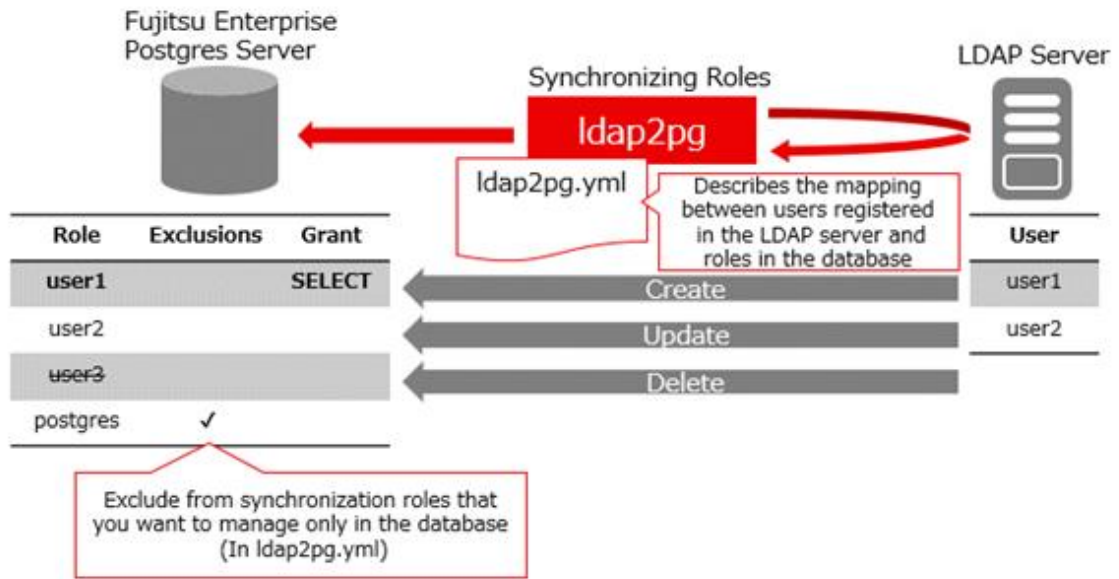 Fujitsu Enterprise
Postgres Server
LDAP Server
Synchronizing Roles
ldap2pg
ldap2pg.yml
Describes the mapping
between users registered
in the LDAP server and
roles in the database
Role Exclusions Grant
User
user1 SELECT
Create
user1
user2
Update
user2
user3
Delete
postgres ✓
Exclude from synchronization roles that
you want to manage only in the database
(In ldap2pg.yml)